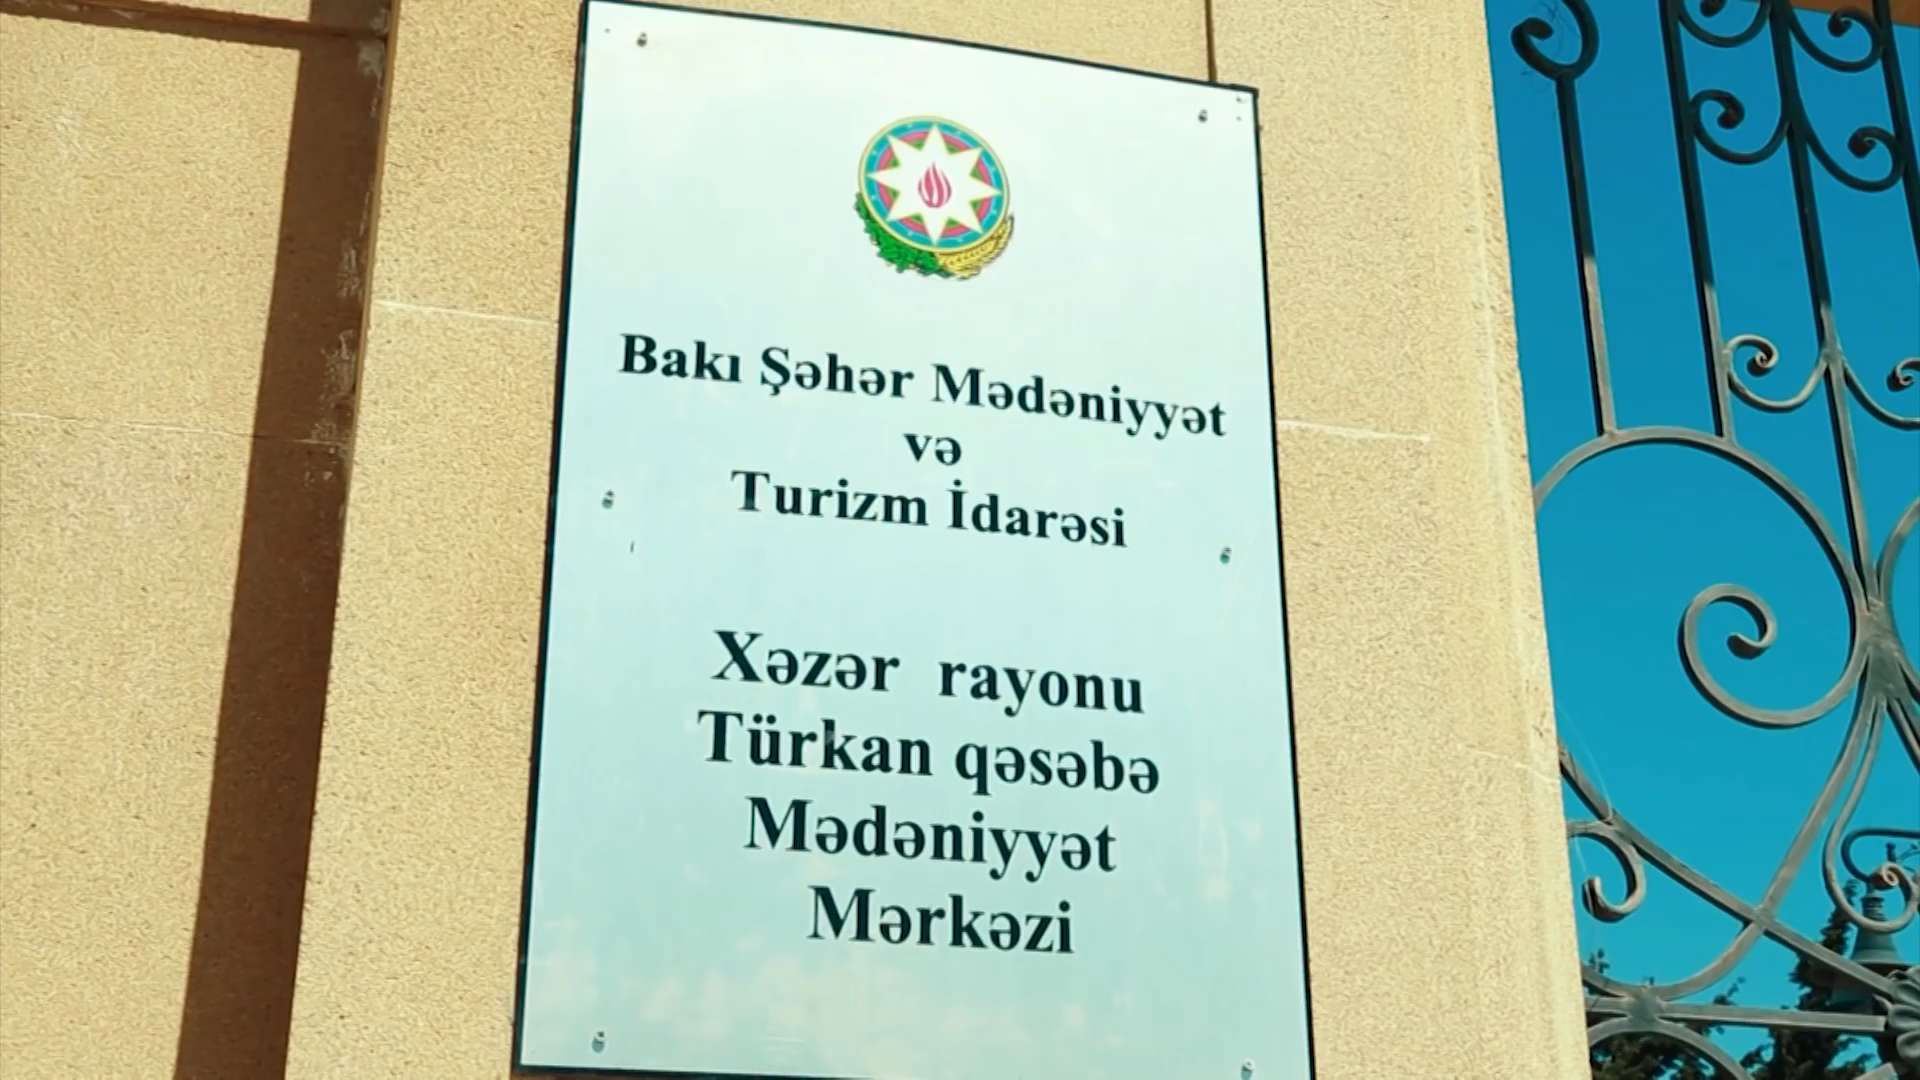 Bakı Şəhər Mədəniyyət
və
Turizm İdarəsi
Xəzər rayonu
Türkan qəsəbə
Mədəniyyət
Mərkəzi